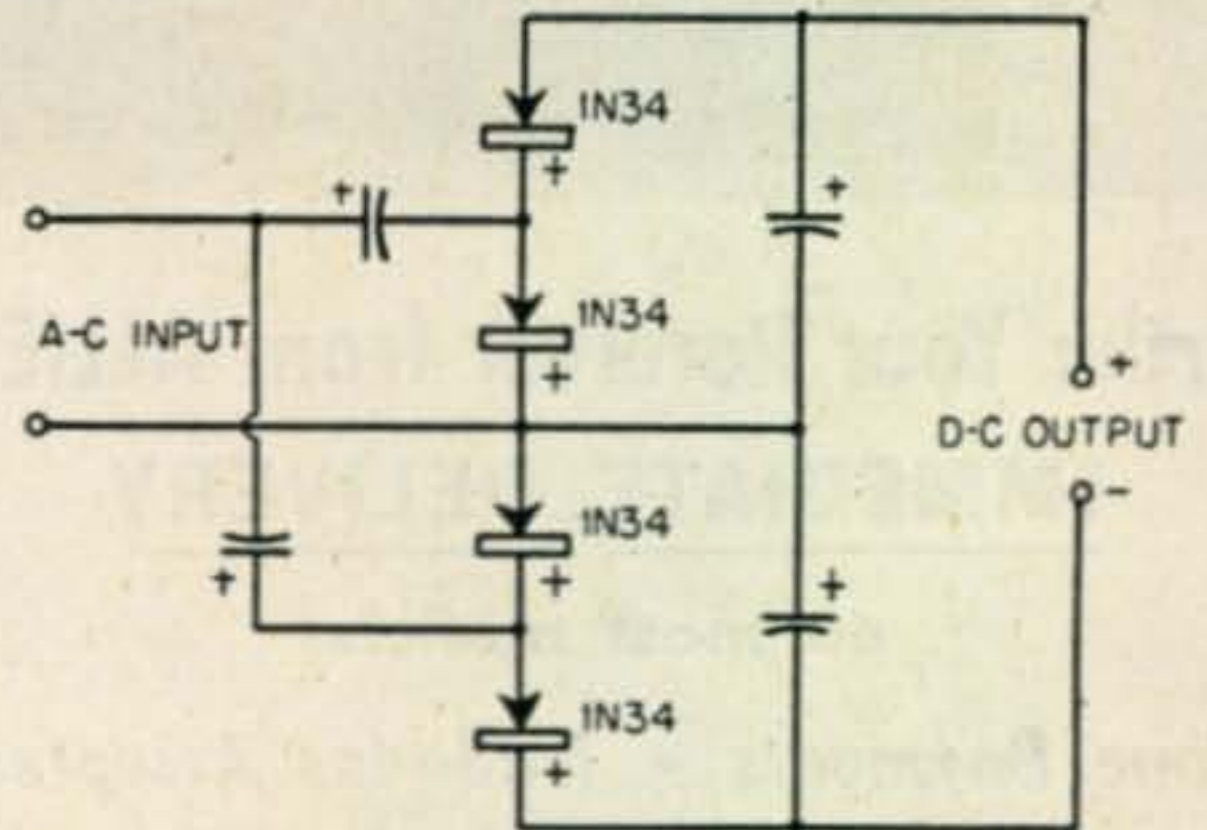 1N34
+
+
+
1N34
A-C INPUT
+
+
D-C OUTPUT
-
1N34
+
+
+
1N34
+